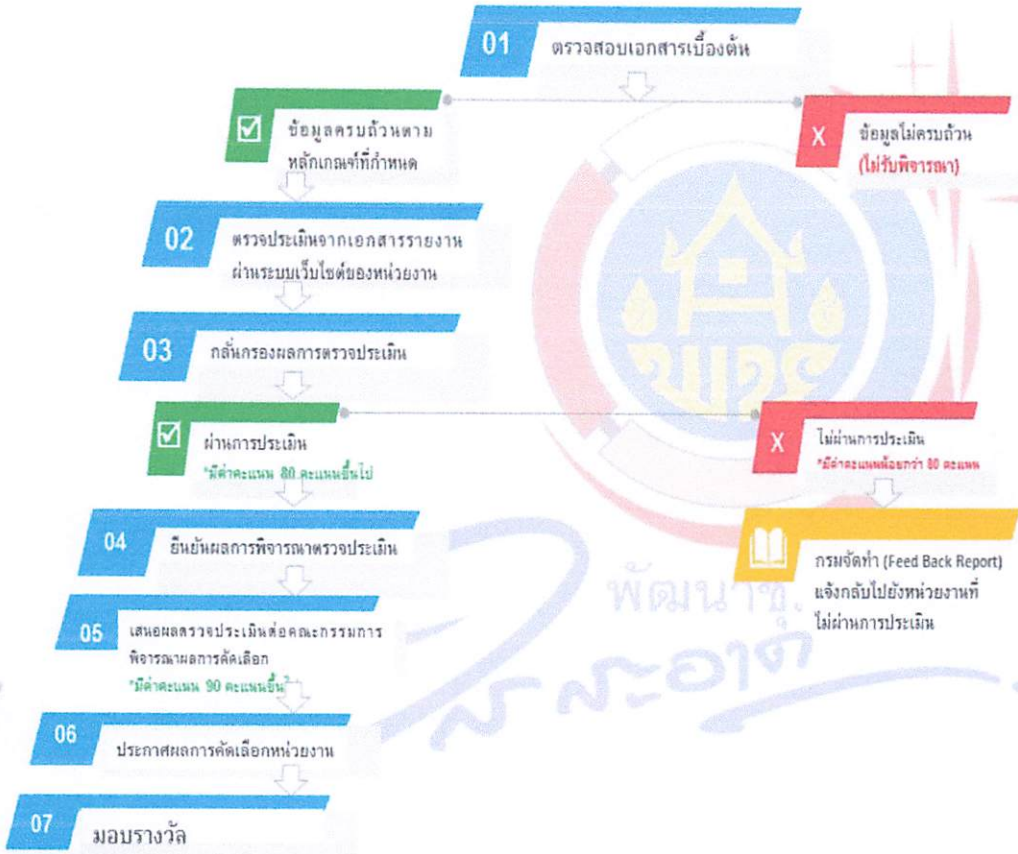 01
ตรวจสอบเอกสารเบื้องต้น
ข้อมูลครบถ้วนตาม
หลักเกณฑ์ที่กำหนด
X
ข้อมูลไม่ครบถ้วน
(ไม่รับพิจารณา)
02
ตรวจประเมินจากเอกสารรายงาน
ผ่านระบบเว็บไซต์ของหน่วยงาน
03
กลั่นกรองผลการตรวจประเมิน
ผ่านการประเมิน
*มีค่าคะแนน 80 คะแนนขึ้นไป
X
ไม่ผ่านการประเมิน
*มีค่าคะแนนน้อยกว่า 80 คะแนน
04
ยืนยันผลการพิจารณาตรวจประเมิน
กรมจัดทำ (Feed Back Report)
แจ้งกลับไปยังหน่วยงานที่
ไม่ผ่านการประเมิน
05
เสนอผลตรวจประเมินต่อคณะกรรมการ
พิจารณาผลการคัดเลือก
*มีค่าคะแนน 90 คะแนนขึ้น
06
ประกาศผลการคัดเลือกหน่วยงาน
07
มอบรางวัล
พช
พัฒนาช.
ใสสะอาด